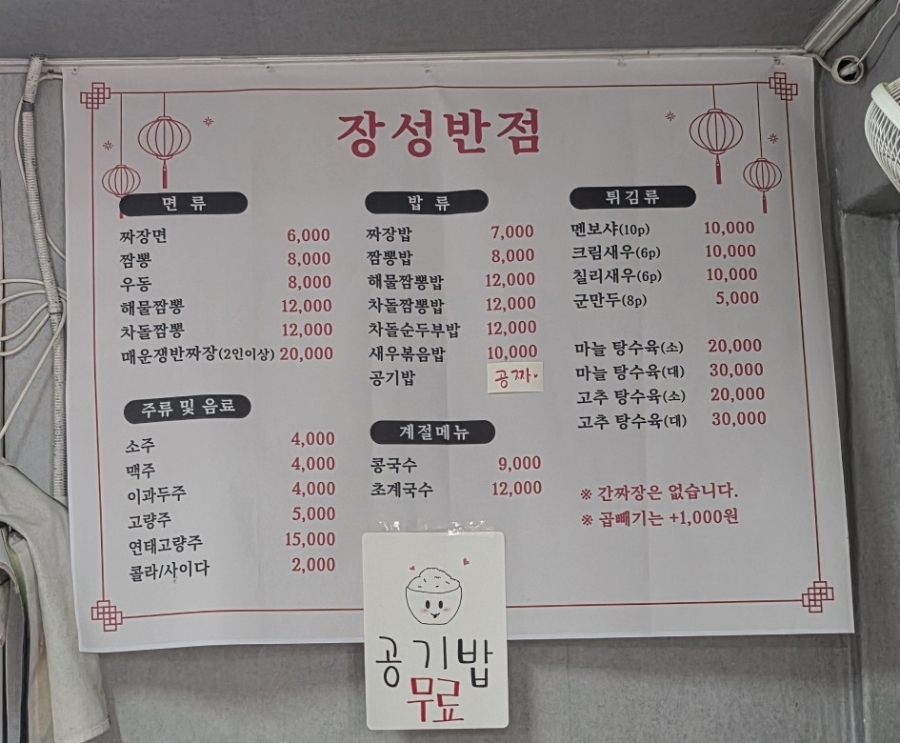 장성반점
면 류
짜장면 6,000
짬뽕 8,000
우동 8,000
해물짬뽕 12,000
차돌짬뽕 12,000
매운쟁반짜장(2인이상) 20,000
주류 및 음료
소주 4,000
맥주 4,000
이과두주 4,000
고량주 5,000
연태고량주 15,000
콜라/사이다 2,000
밥 류
짜장밥 7,000
짬뽕밥 8,000
해물짬뽕밥 12,000
차돌짬뽕밥 12,000
차돌순두부밥 12,000
새우볶음밥 10,000
공기밥 공짜
계절메뉴
콩국수 9,000
초계국수 12,000
튀김류
멘보샤(10p) 10,000
크림새우(6p) 10,000
칠리새우(6p) 10,000
군만두(8p) 5,000
마늘 탕수육(소) 20,000
마늘 탕수육(대) 30,000
고추 탕수육(소) 20,000
고추 탕수육(대) 30,000
※ 간짜장은 없습니다.
※ 곱빼기는 +1,000원
공기밥
무료